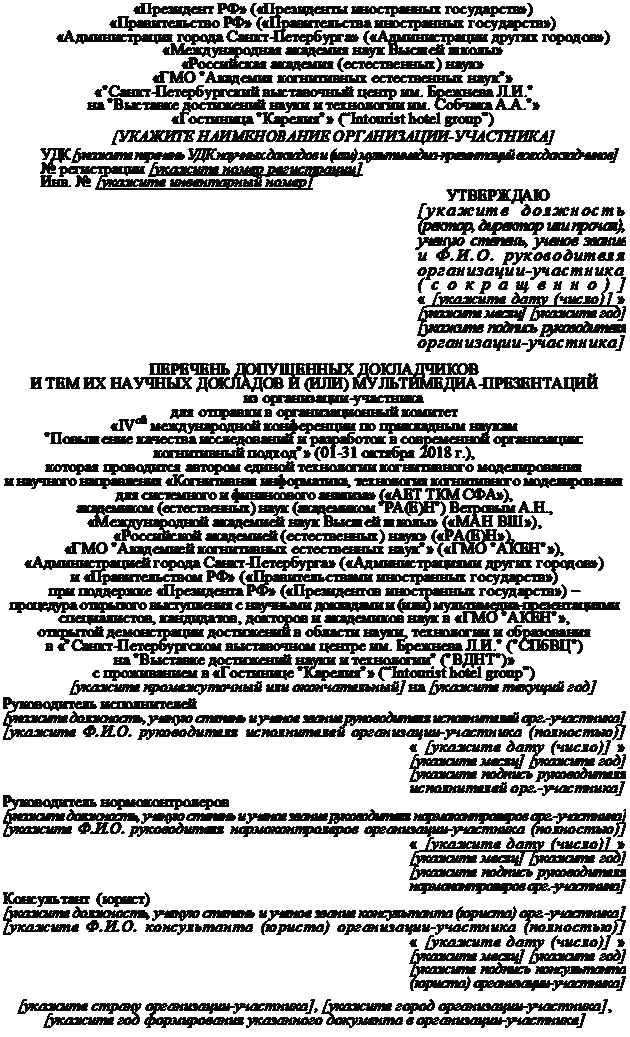 «Президент РФ» («Президенты иностранных государств»)
«Правительство РФ» («Правительства иностранных государств»)
«Администрация города Санкт-Петербурга» («Администрации других городов»)
«Международная академия наук Высшей школы»
«Российская академия (естественных) наук»
«ГМО "Академия когнитивных естественных наук"»
«"Санкт-Петербургский выставочный центр им. Брежнева Л.И."
на "Выставке достижений науки и технологии им. Собчака А.А."»
«Гостиница "Карелия"» ("Intourist hotel group")
[УКАЖИТЕ НАИМЕНОВАНИЕ ОРГАНИЗАЦИИ-УЧАСТНИКА]
УДК [укажите перечень УДК научных докладов и (или) мультимедиа-презентаций всех докладчиков]
№ регистрации [укажите номер регистрации]
Инв. № [укажите инвентарный номер]
УТВЕРЖДАЮ
[укажите должность
(ректор, директор или прочая),
ученую степень, ученое звание
и Ф.И.О. руководителя
организации-участника
(сокращенно)]
« [укажите дату (число)] »
[укажите месяц] [укажите год]
[укажите подпись руководителя
организации-участника]
ПЕРЕЧЕНЬ ДОПУЩЕННЫХ ДОКЛАДЧИКОВ
И ТЕМ ИХ НАУЧНЫХ ДОКЛАДОВ И (ИЛИ) МУЛЬТИМЕДИА-ПРЕЗЕНТАЦИЙ
из организации-участника
для отправки в организационный комитет
«IVой международной конференции по прикладным наукам
"Повышение качества исследований и разработок в современной организации:
когнитивный подход"» (01-31 октября 2018 г.),
которая проводится автором единой технологии когнитивного моделирования
и научного направления «Когнитивная информатика, технология когнитивного моделирования
для системного и финансового анализа» («АЕТ ТКМ СФА»),
академиком (естественных) наук (академиком "РА(Е)Н") Ветровым А.Н.,
«Международной академией наук Высшей школы» («МАН ВШ»),
«Российской академией (естественных) наук» («РА(Е)Н»),
«ГМО "Академией когнитивных естественных наук"» («ГМО "АКЕН"»),
«Администрацией города Санкт-Петербурга» («Администрациями других городов»)
и «Правительством РФ» («Правительствами иностранных государств»)
при поддержке «Президента РФ» («Президентов иностранных государств») –
процедура открытого выступления с научными докладами и (или) мультимедиа-презентациями
специалистов, кандидатов, докторов и академиков наук в «ГМО "АКЕН"»,
открытой демонстрации достижений в области науки, технологии и образования
в «"Санкт-Петербургском выставочном центре им. Брежнева Л.И." ("СПбВЦ")
на "Выставке достижений науки и технологии" ("ВДНТ")»
с проживанием в «Гостинице "Карелия"» ("Intourist hotel group")
[укажите промежуточный или окончательный] на [укажите текущий год]
Руководитель исполнителей
[укажите должность, ученую степень и ученое звание руководителя исполнителей орг.-участника]
[укажите Ф.И.О. руководителя исполнителей организации-участника (полностью)]
« [укажите дату (число)] »
[укажите месяц] [укажите год]
[укажите подпись руководителя
исполнителей орг.-участника]
Руководитель нормоконтролеров
[укажите должность, ученую степень и ученое звание руководителя нормоконтролеров орг.-участника]
[укажите Ф.И.О. руководителя нормоконтролеров организации-участника (полностью)]
« [укажите дату (число)] »
[укажите месяц] [укажите год]
[укажите подпись руководителя
нормоконтролеров орг.-участника]
Консультант (юрист)
[укажите должность, ученую степень и ученое звание консультанта (юриста) орг.-участника]
[укажите Ф.И.О. консультанта (юриста) организации-участника (полностью)]
« [укажите дату (число)] »
[укажите месяц] [укажите год]
[укажите подпись консультанта
(юриста) организации-участника]
[укажите страну организации-участника], [укажите город организации-участника],
[укажите год формирования указанного документа в организации-участнике]